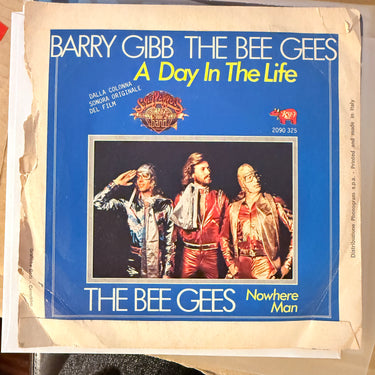 BARRY GIBB THE BEE GEES
A Day In The Life
DALLA COLONNA
SONORA ORIGINALE
DEL FILM
RSO
2090 325
THE BEE GEES
Nowhere
Man
Distribuzione Phonogram s.p.a. - Printed and made in Italy